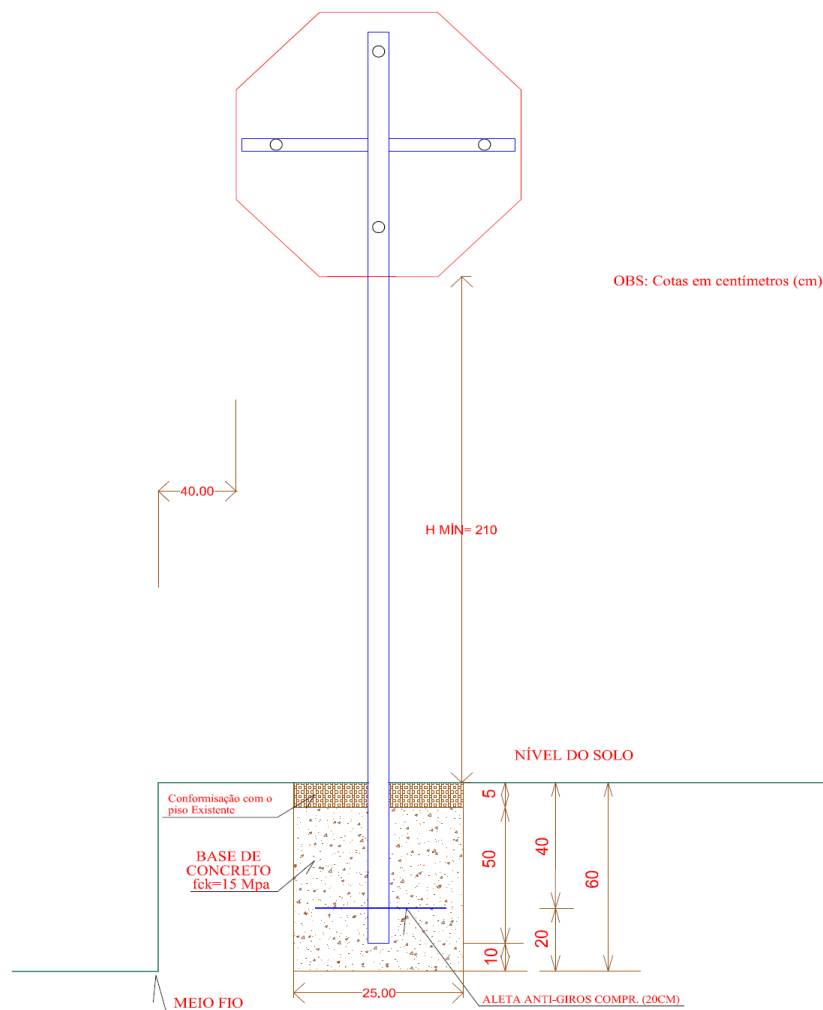 OBS: Cotas em centímetros (cm)
40.00
H MÍN= 210
NÍVEL DO SOLO
Conformisação com o
piso Existente
5
50
40
60
BASE DE
CONCRETO
fck=15 Mpa
20
10
25.00
MEIO FIO
ALETA ANTI-GIROS COMPR. (20CM)